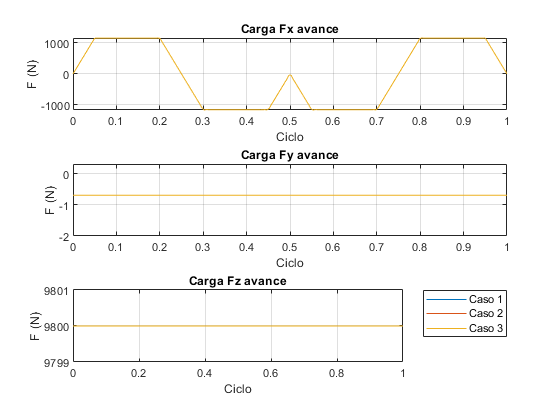 Carga Fx avance
1000
0
-1000
F (N)
0 0.1 0.2 0.3 0.4 0.5 0.6 0.7 0.8 0.9 1
Ciclo
Carga Fy avance
0
-1
-2
F (N)
0 0.1 0.2 0.3 0.4 0.5 0.6 0.7 0.8 0.9 1
Ciclo
Carga Fz avance
9801
9800
9799
F (N)
0 0.2 0.4 0.6 0.8 1
Ciclo
Caso 1
Caso 2
Caso 3